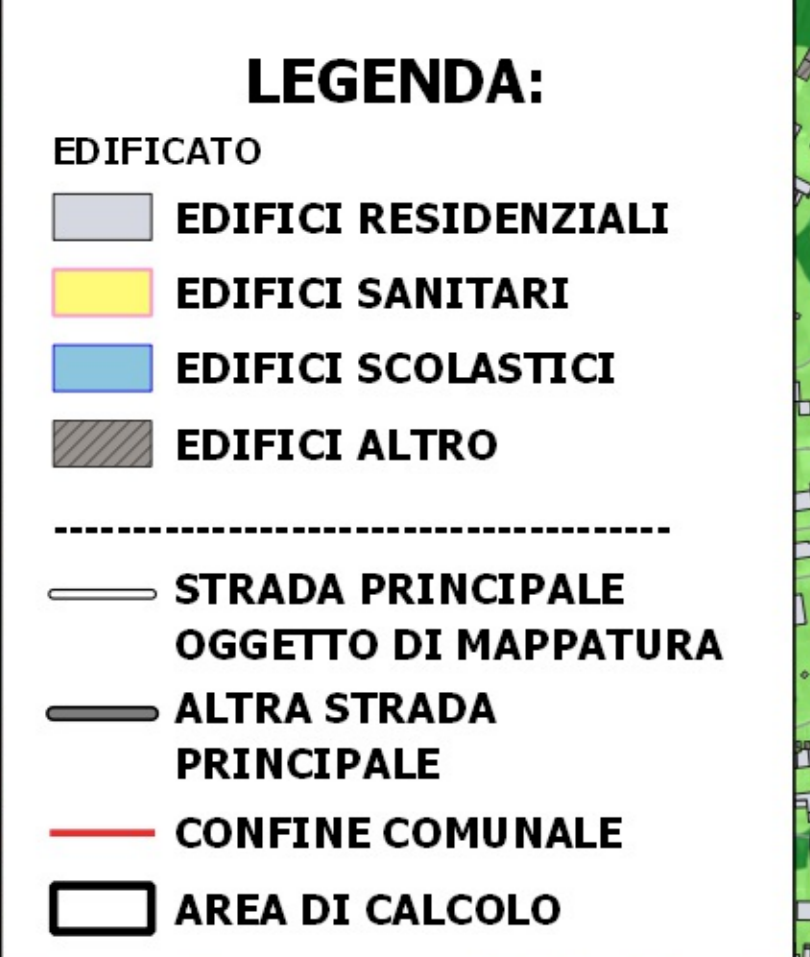 LEGENDA:
EDIFICATO
EDIFICI RESIDENZIALI
EDIFICI SANITARI
EDIFICI SCOLASTICI
EDIFICI ALTRO
STRADA PRINCIPALE
OGGETTO DI MAPPATURA
ALTRA STRADA
PRINCIPALE
CONFINE COMUNALE
AREA DI CALCOLO